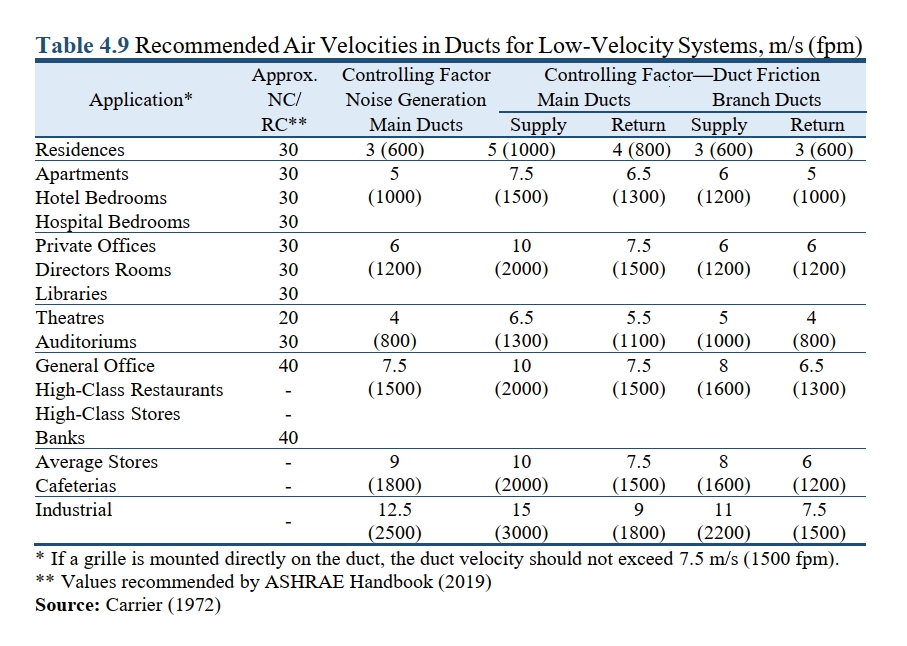 Table 4.9 Recommended Air Velocities in Ducts for Low-Velocity Systems, m/s (fpm)
Approx. Controlling Factor Controlling Factor—Duct Friction
Application* NC/ Noise Generation Main Ducts Branch Ducts
RC** Main Ducts Supply Return Supply Return
Residences 30 3 (600) 5 (1000) 4 (800) 3 (600) 3 (600)
Apartments 30 5 7.5 6.5 6 5
Hotel Bedrooms 30 (1000) (1500) (1300) (1200) (1000)
Hospital Bedrooms 30
Private Offices 30 6 10 7.5 6 6
Directors Rooms 30 (1200) (2000) (1500) (1200) (1200)
Libraries 30
Theatres 20 4 6.5 5.5 5 4
Auditoriums 30 (800) (1300) (1100) (1000) (800)
General Office 40 7.5 10 7.5 8 6.5
High-Class Restaurants - (1500) (2000) (1500) (1600) (1300)
High-Class Stores -
Banks 40
Average Stores - 9 10 7.5 8 6
Cafeterias - (1800) (2000) (1500) (1600) (1200)
Industrial - 12.5 15 9 11 7.5
(2500) (3000) (1800) (2200) (1500)
* If a grille is mounted directly on the duct, the duct velocity should not exceed 7.5 m/s (1500 fpm).
** Values recommended by ASHRAE Handbook (2019)
Source: Carrier (1972)